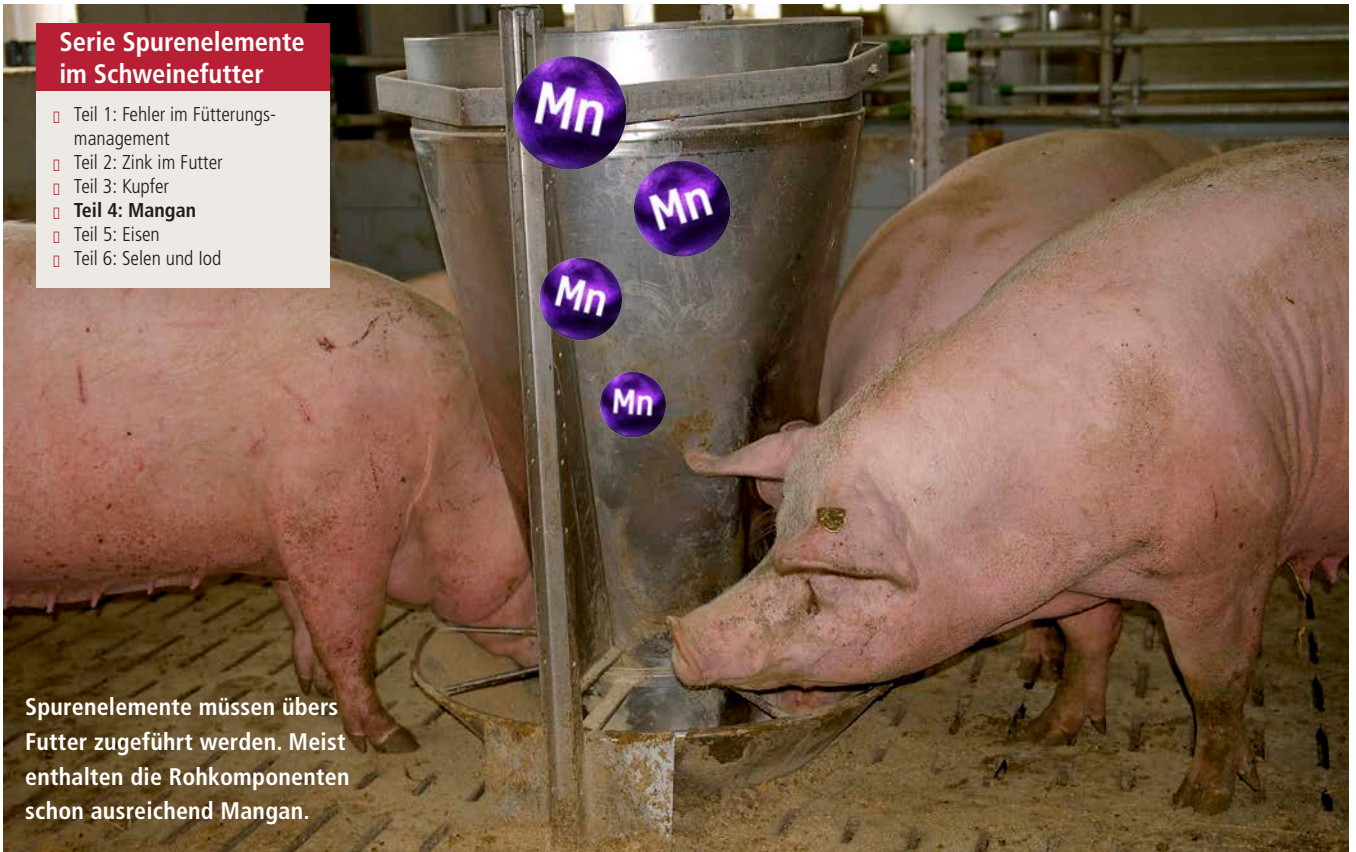 Serie Spurenelemente
im Schweinefutter
Teil 1: Fehler im Fütterungs-
management
Teil 2: Zink im Futter
Teil 3: Kupfer
Teil 4: Mangan
Teil 5: Eisen
Teil 6: Selen und Iod
Mn
Mn
Mn
Mn
Spurenelemente müssen übers
Futter zugeführt werden. Meist
enthalten die Rohkomponenten
schon ausreichend Mangan.